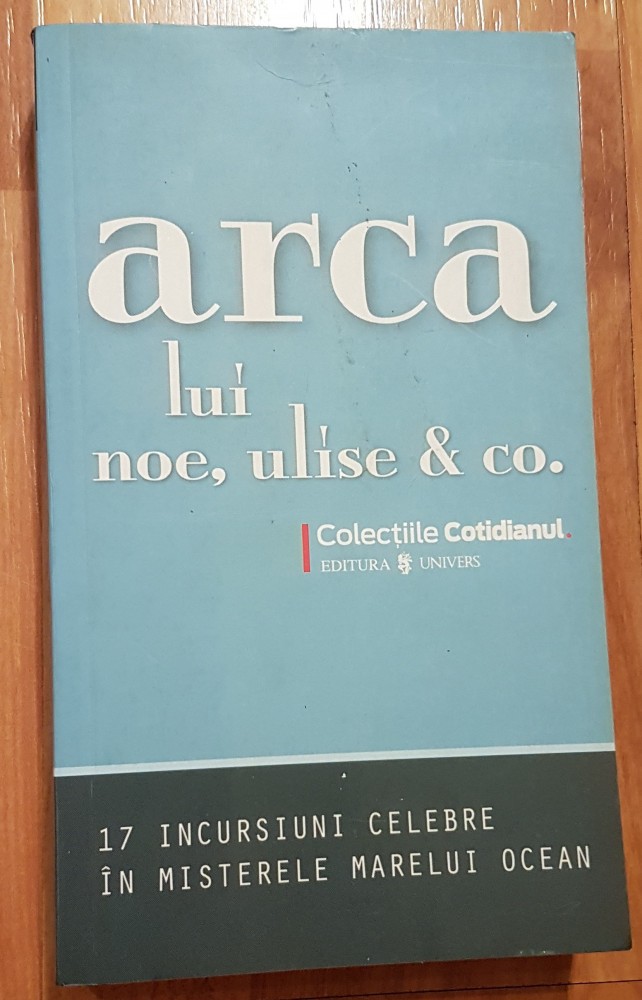 arca
lui
noe, ulise & co.
Colecțiile Cotidianul.
EDITURA UNIVERS
17 INCURSIUNI CELEBRE
ÎN MISTERELE MARELUI OCEAN